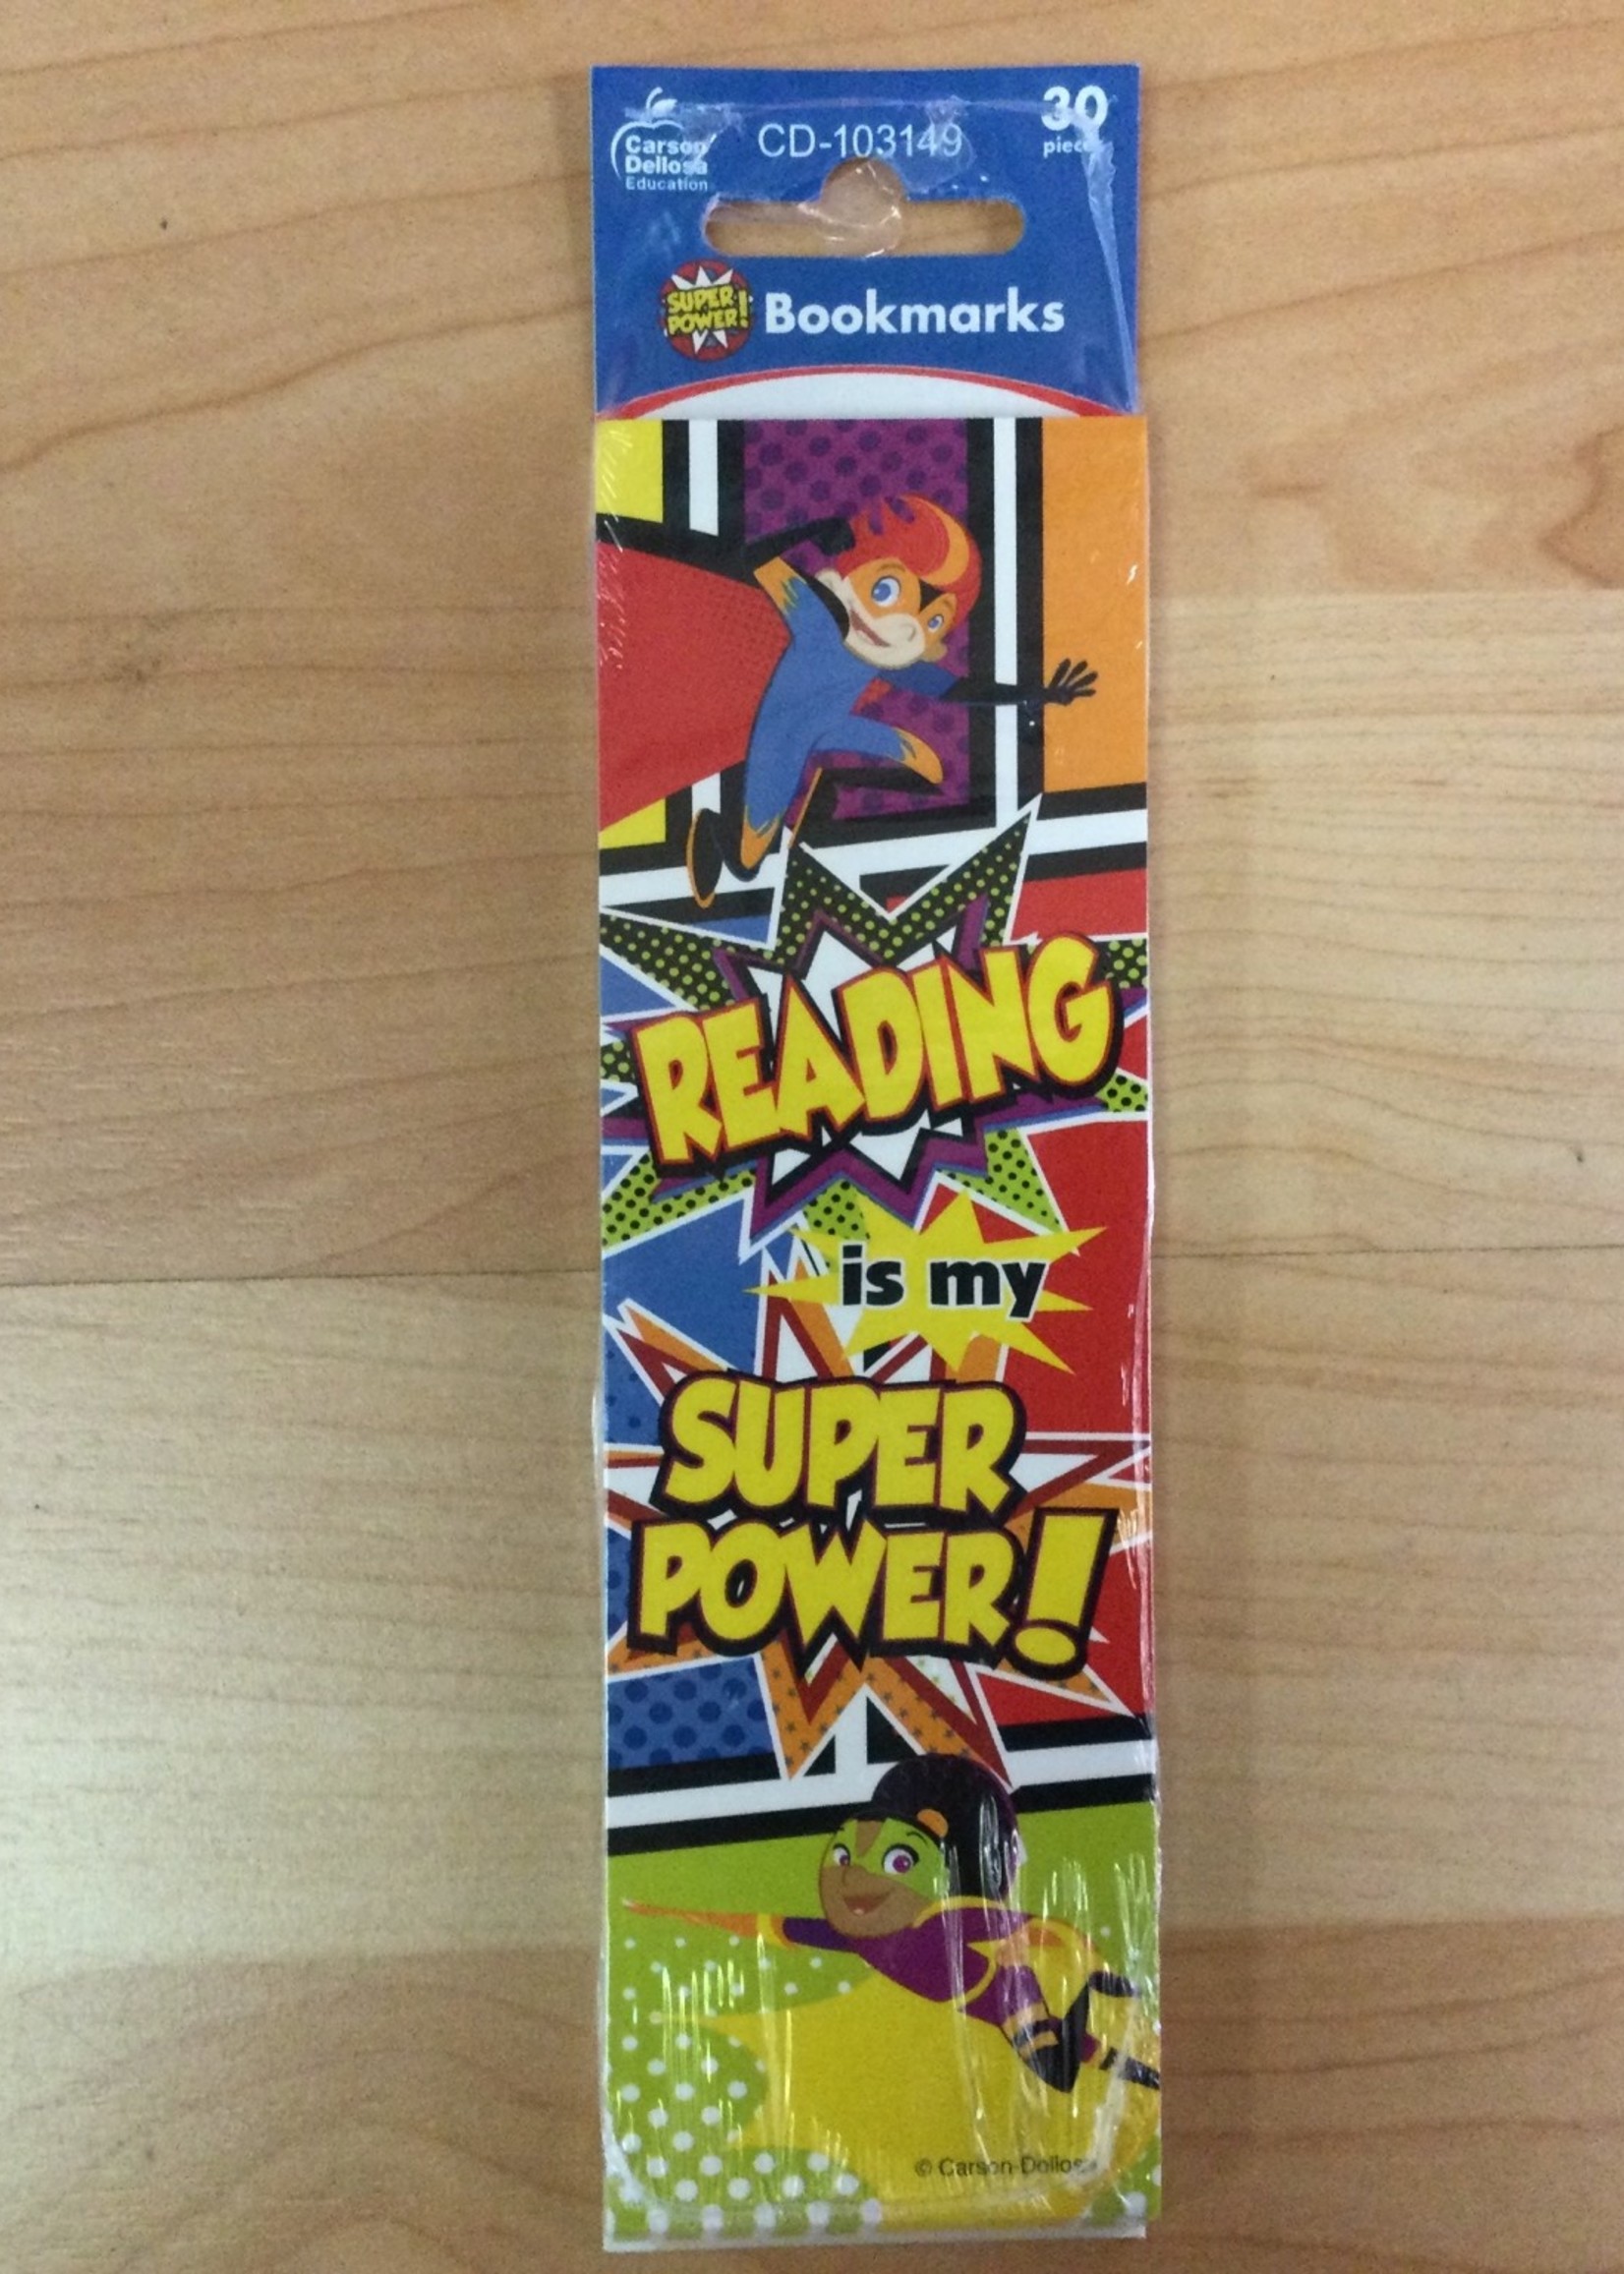 Carson
Dellosa
Education
CD-103149
30
pieces
SUPER
POWER!
Bookmarks
READING
is my
SUPER
POWER!
© Carson-Dellosa